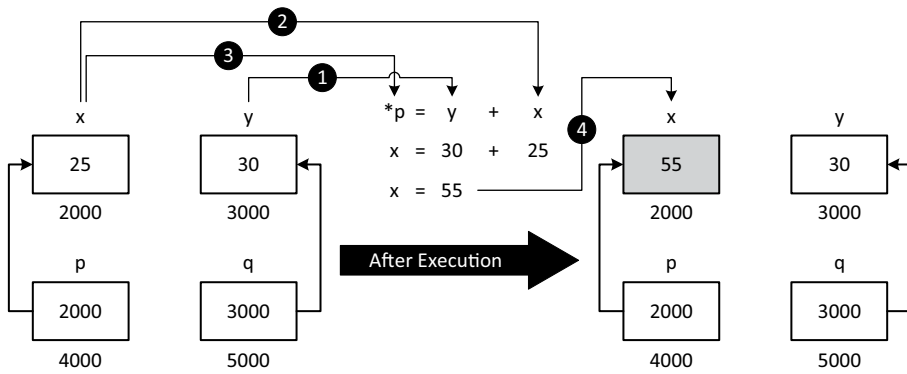 2
3
1
x y *p = y + x 4 x y
25 30 x = 30 + 25 55 30
2000 3000 x = 55 2000 3000
p q After Execution p q
2000 3000 2000 3000
4000 5000 4000 5000